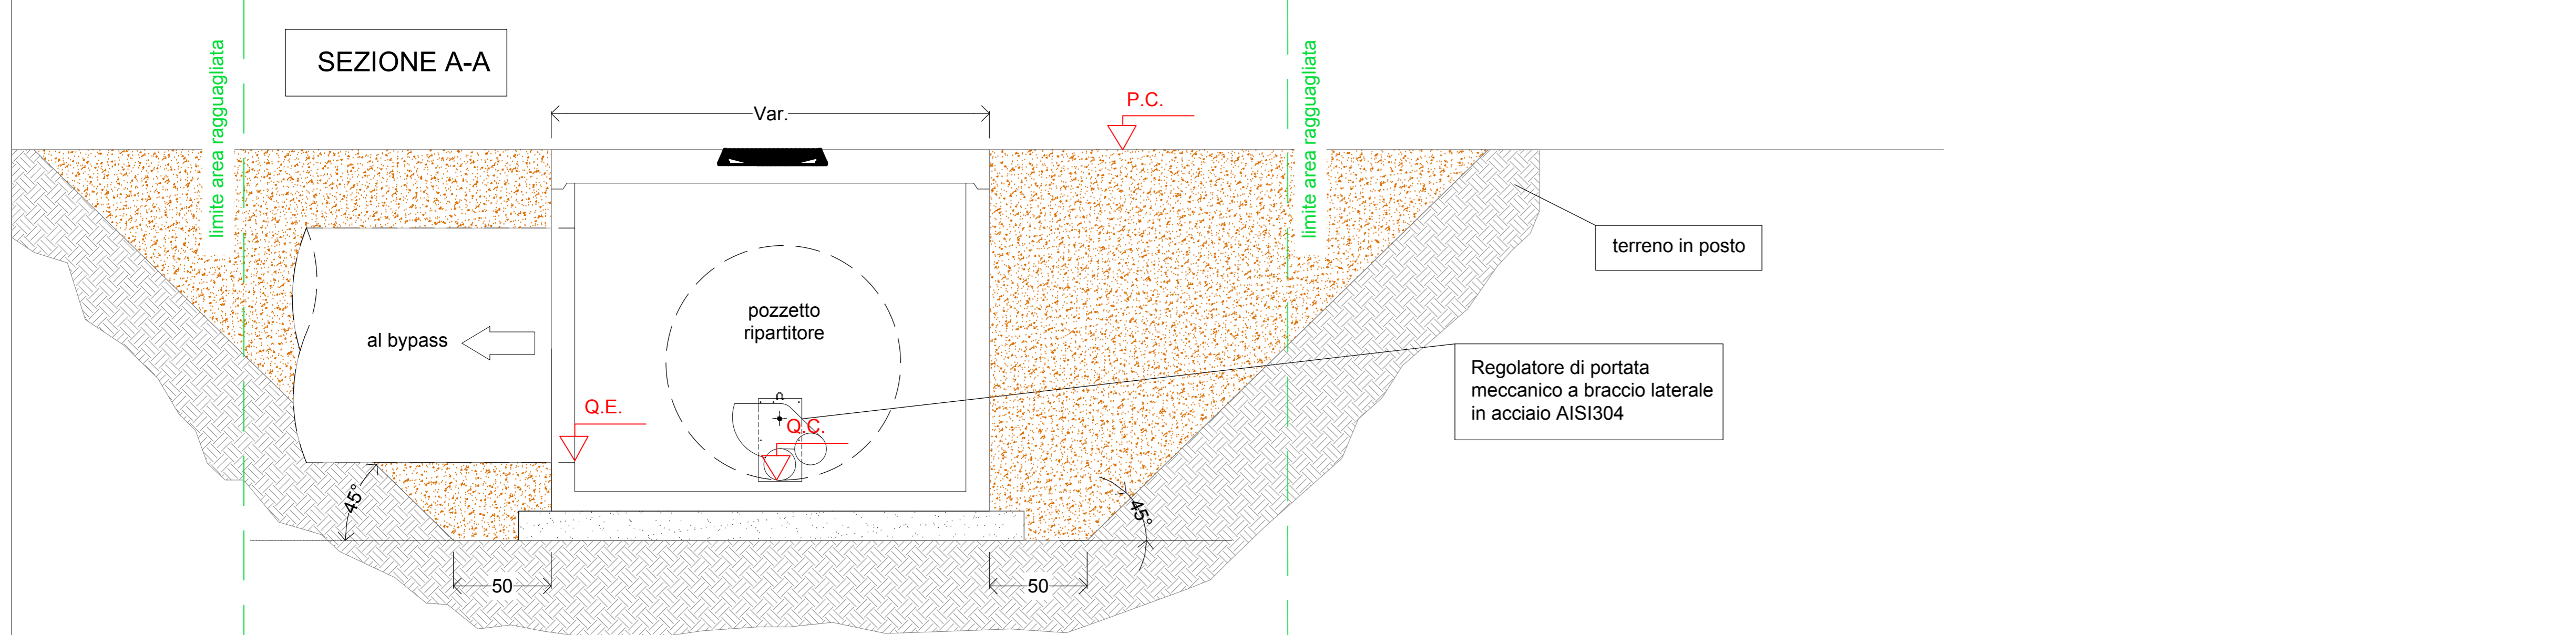 SEZIONE A-A
limite area ragguagliata
Var.
P.C.
limite area ragguagliata
terreno in posto
pozzetto
ripartitore
al bypass
Regolatore di portata
meccanico a braccio laterale
in acciaio AISI304
Q.E.
Q.C.
45°
45°
50
50